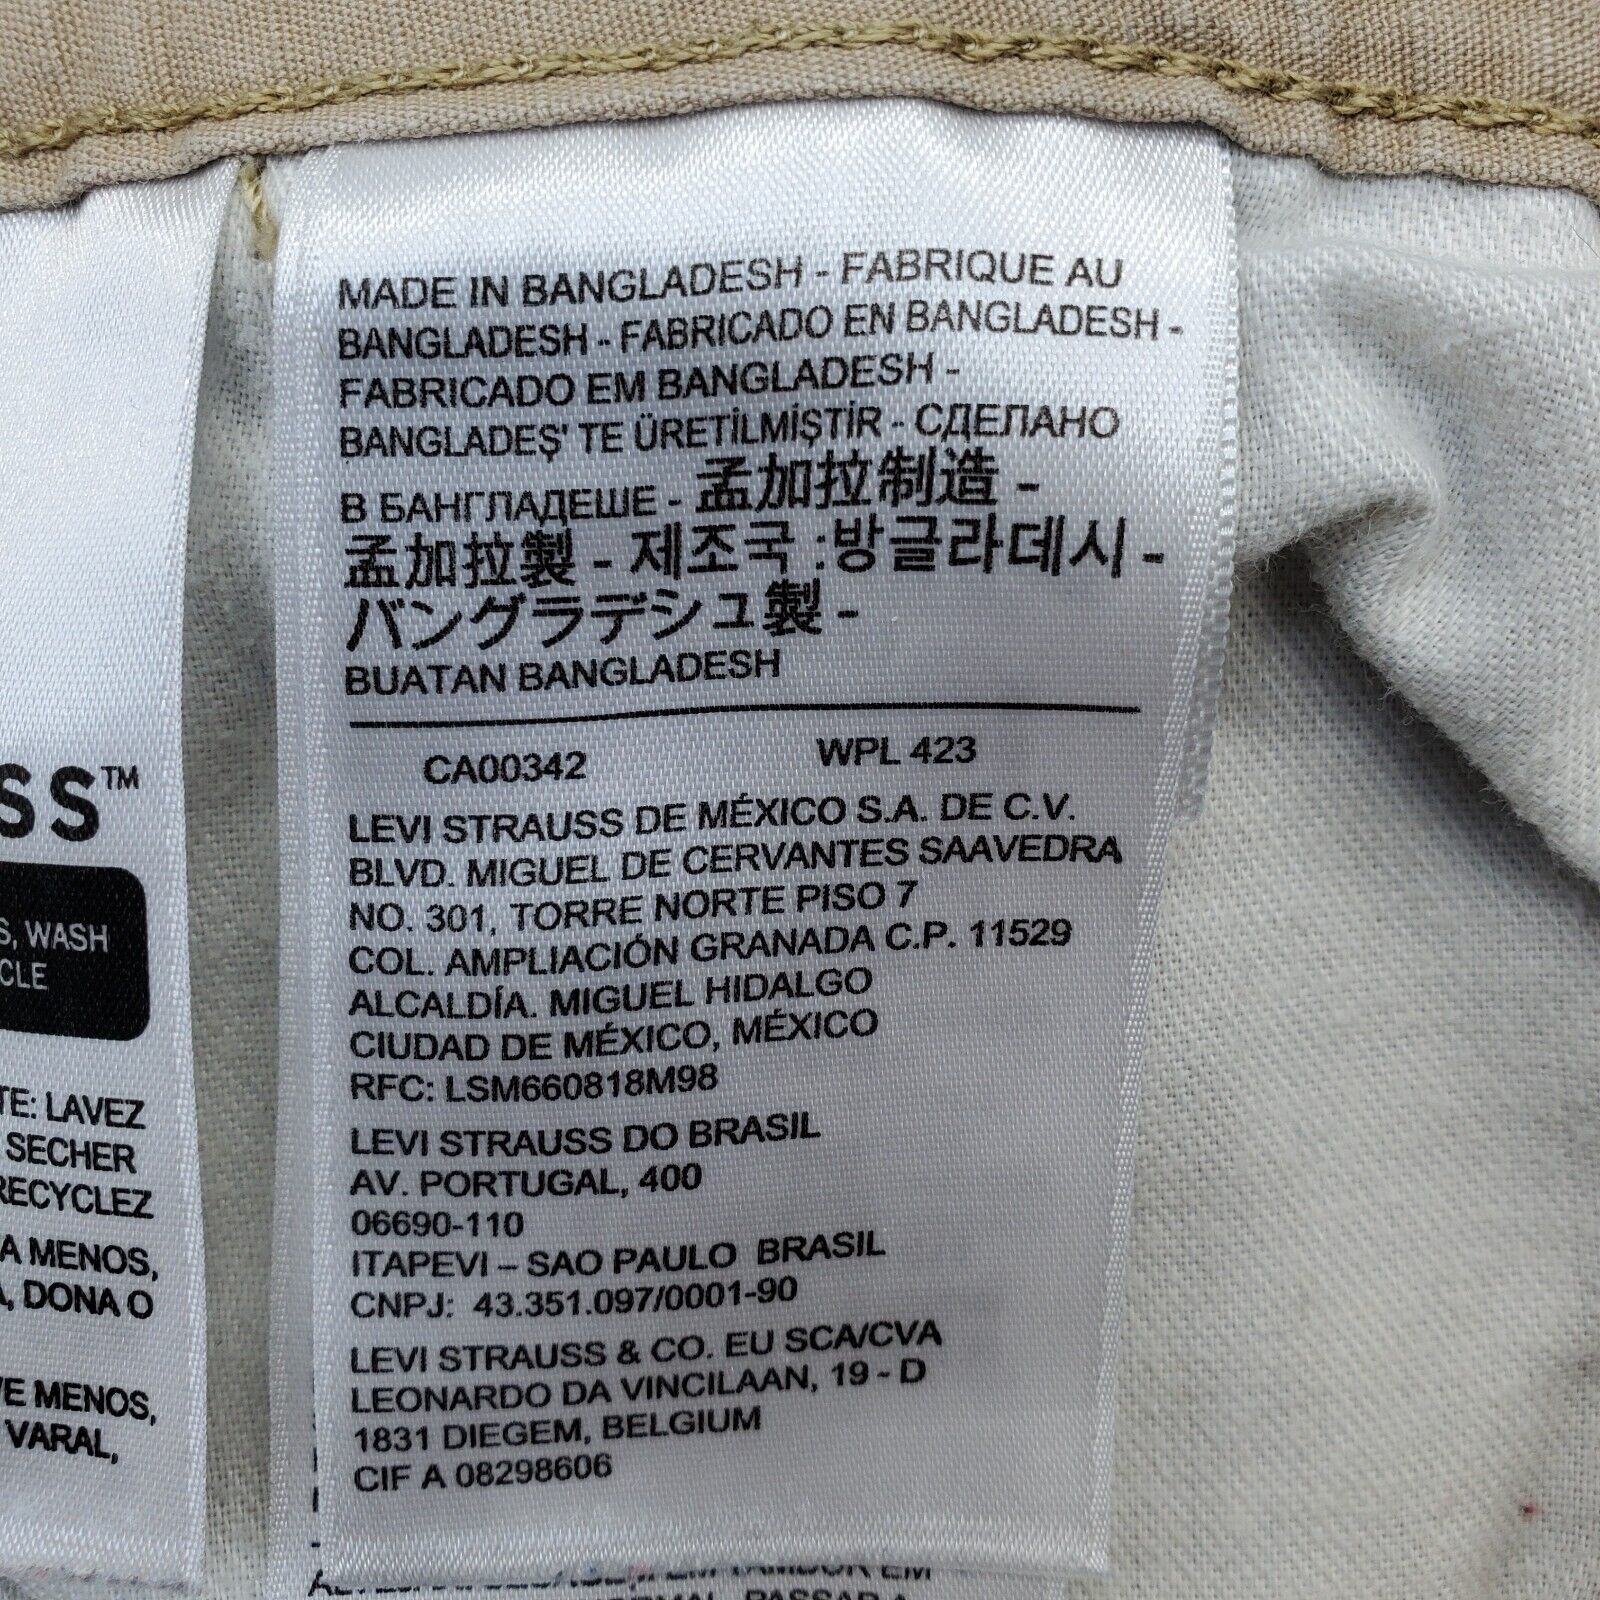 MADE IN BANGLADESH - FABRIQUE AU
BANGLADESH - FABRICADO EN BANGLADESH -
FABRICADO EM BANGLADESH -
BANGLADEŞ' TE ÜRETİLMİŞTİR - СДЕЛАНО
В БАНГЛАДЕШЕ - 孟加拉制造 -
孟加拉製 - 제조국 :방글라데시 -
バングラデシュ製 -
BUATAN BANGLADESH
CA00342 WPL 423
LEVI STRAUSS DE MÉXICO S.A. DE C.V.
BLVD. MIGUEL DE CERVANTES SAAVEDRA
NO. 301, TORRE NORTE PISO 7
COL. AMPLIACIÓN GRANADA C.P. 11529
ALCALDÍA. MIGUEL HIDALGO
CIUDAD DE MÉXICO, MÉXICO
RFC: LSM660818M98
LEVI STRAUSS DO BRASIL
AV. PORTUGAL, 400
06690-110
ITAPEVI – SAO PAULO BRASIL
CNPJ: 43.351.097/0001-90
LEVI STRAUSS & CO. EU SCA/CVA
LEONARDO DA VINCILAAN, 19 - D
1831 DIEGEM, BELGIUM
CIF A 08298606
SS™
S, WASH
CLE
TE: LAVEZ
SECHER
RECYCLEZ
A MENOS,
, DONA O
VE MENOS,
VARAL,
PASSAR A